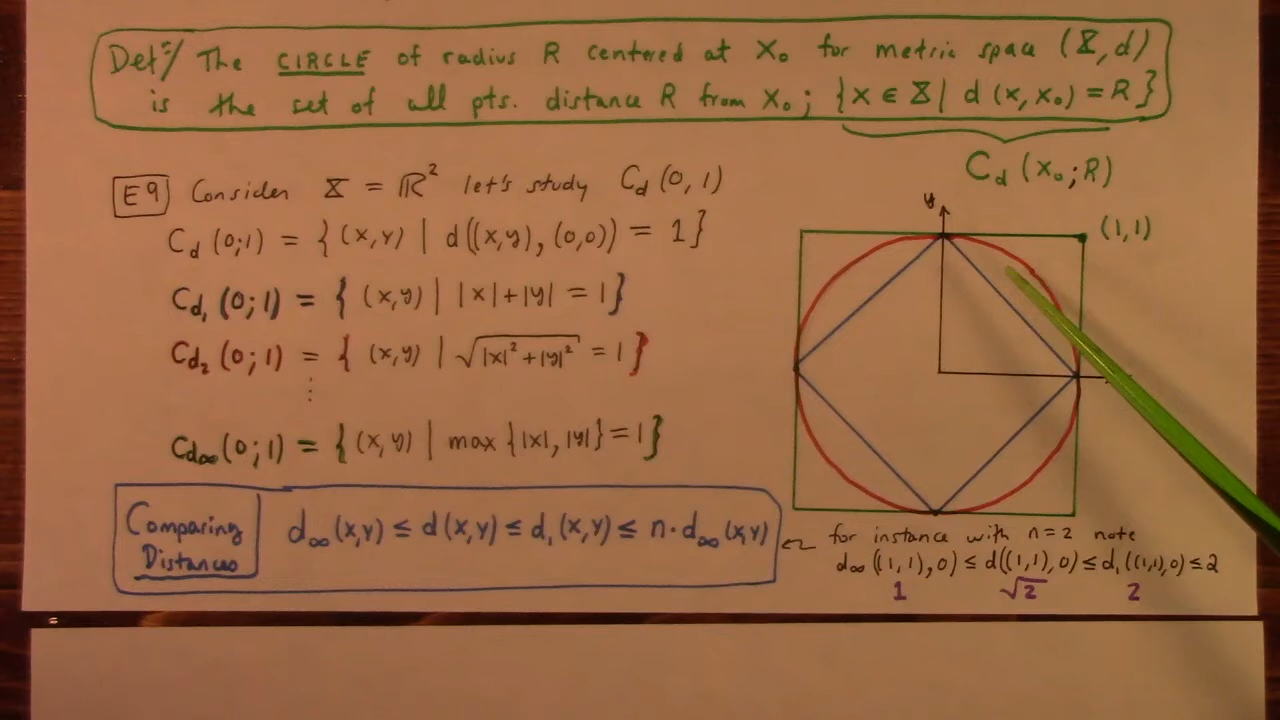 Def⁼/ The CIRCLE of radius R centered at X₀ for metric space (X, d)
is the set of all pts. distance R from X₀; {x ∈ X | d(x, x₀) = R}
C_d (x₀; R)
E9 Consider X = ℝ² let's study C_d (0, 1)
C_d (0;1) = { (x,y) | d((x,y), (0,0)) = 1 }
C_d₁ (0; 1) = { (x,y) | |x| + |y| = 1 }
C_d₂ (0; 1) = { (x,y) | √(|x|² + |y|²) = 1 }
⋮
C_d∞ (0; 1) = { (x,y) | max {|x|, |y|} = 1 }
y
(1,1)
Comparing
Distances
d∞(x,y) ≤ d(x,y) ≤ d₁(x,y) ≤ n · d∞(x,y)
for instance with n = 2 note
d∞((1,1),0) ≤ d((1,1),0) ≤ d₁((1,1),0) ≤ 2
1 √2 2